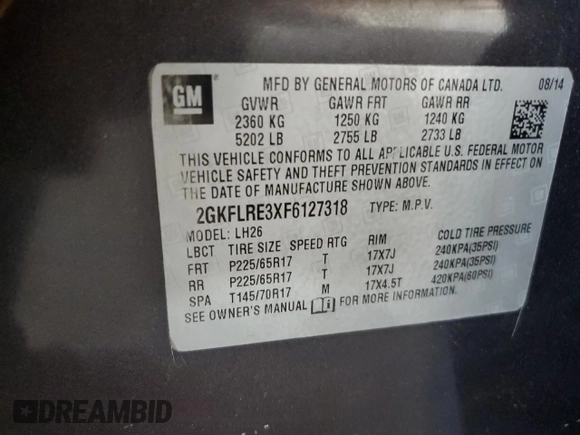 GM
MFD BY GENERAL MOTORS OF CANADA LTD. 08/14
GVWR GAWR FRT GAWR RR
2360 KG 1250 KG 1240 KG
5202 LB 2755 LB 2733 LB
THIS VEHICLE CONFORMS TO ALL APPLICABLE U.S. FEDERAL MOTOR
VEHICLE SAFETY AND THEFT PREVENTION STANDARDS IN EFFECT ON
THE DATE OF MANUFACTURE SHOWN ABOVE.
2GKFLRE3XF6127318 TYPE: M.P.V.
MODEL: LH26
LBCT TIRE SIZE SPEED RTG RIM COLD TIRE PRESSURE
FRT P225/65R17 T 17X7J 240KPA(35PSI)
RR P225/65R17 T 17X7J 240KPA(35PSI)
SPA T145/70R17 M 17X4.5T 420KPA(60PSI)
SEE OWNER'S MANUAL FOR MORE INFORMATION.
DREAMBID